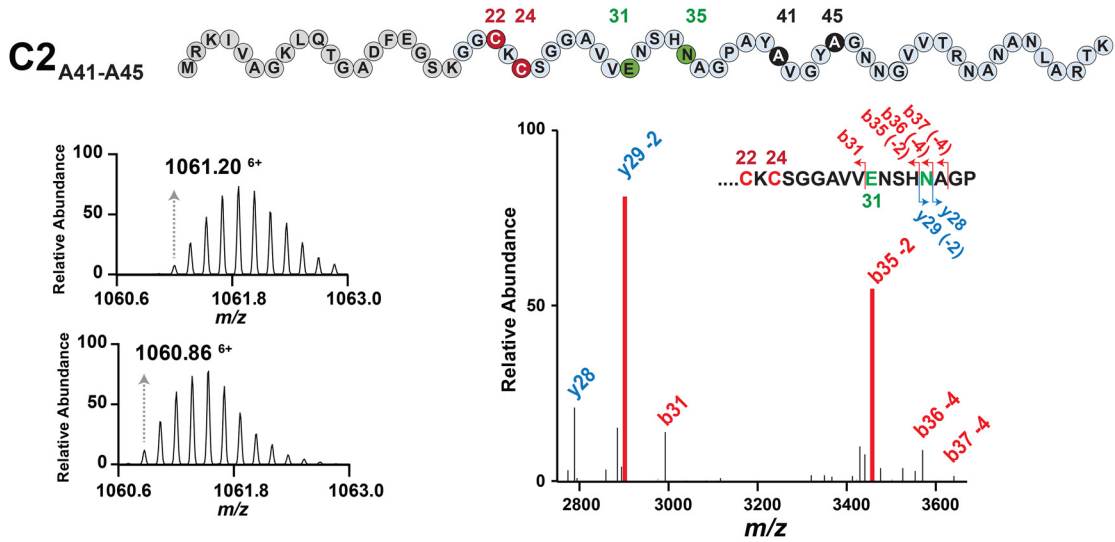 22 24 31 35 41 45
C2 A41-A45
MRKIVAGKLQTGADFEGSKGGCKCSGGAVVENSHNAGPAYAVGYAGNNGVVTRNANANLARTK
Relative Abundance
100
50
0
1061.20 6+
1060.6 1061.8 1063.0
m/z
Relative Abundance
100
50
0
1060.86 6+
1060.6 1061.8 1063.0
m/z
Relative Abundance
100
50
0
y28
y29 -2
b31
b35 -2
b36 -4
b37 -4
2800 3000 3200 3400 3600
m/z
b31
b35 (-2)
b36 (-4)
b37 (-4)
22 24
....CKCSGGAVVENSHNAGP
31
y28
y29 (-2)